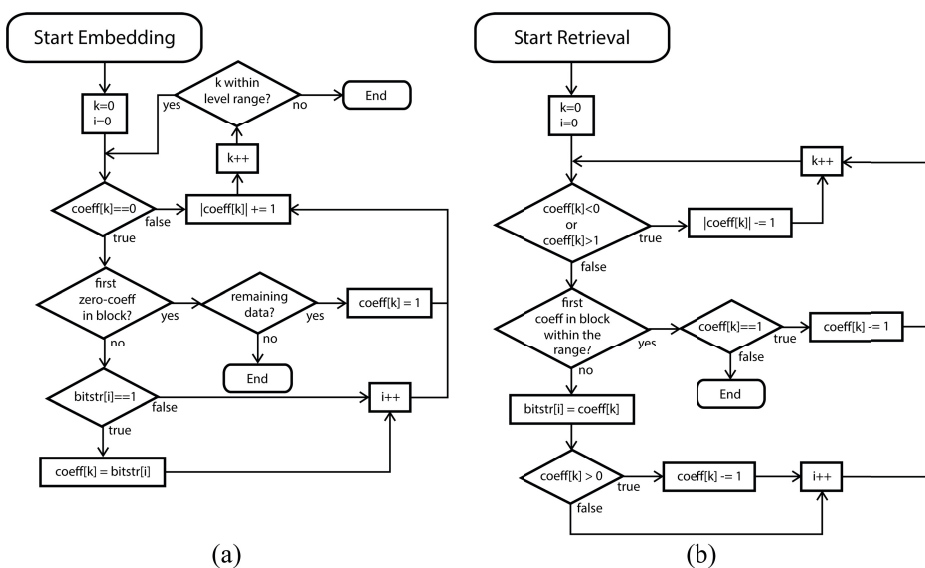 Start Embedding
k=0
i=0
k within
level range?
yes
no
End
k++
coeff[k]==0
false
true
|coeff[k]| += 1
first
zero-coeff
in block?
yes
no
remaining
data?
yes
no
coeff[k] = 1
End
bitstr[i]==1
false
true
i++
coeff[k] = bitstr[i]
(a)
Start Retrieval
k=0
i=0
k++
coeff[k]<0
or
coeff[k]>1
true
false
|coeff[k]| -= 1
first
coeff in block
within the
range?
yes
no
coeff[k]==1
true
false
coeff[k] -= 1
End
bitstr[i] = coeff[k]
coeff[k] > 0
true
false
coeff[k] -= 1
i++
(b)